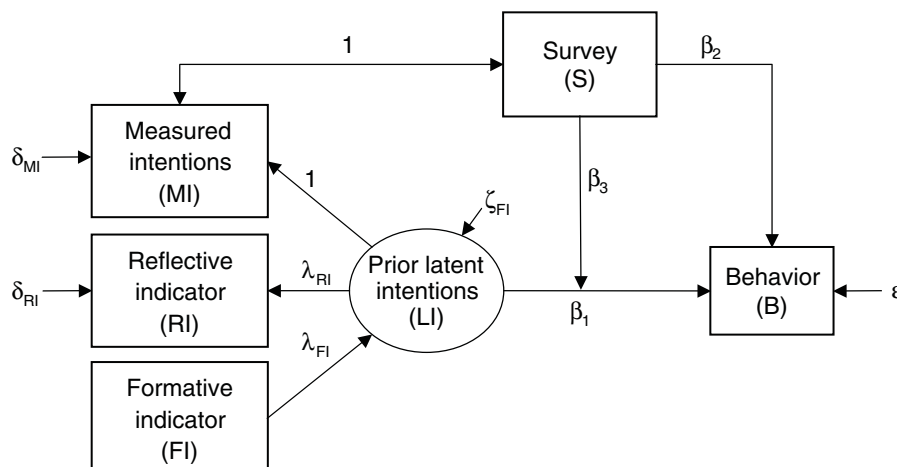 1
Survey
(S)
β2
Measured
intentions
(MI)
δMI
1
β3
ζFI
Reflective
indicator
(RI)
δRI
λRI
Prior latent
intentions
(LI)
β1
Behavior
(B)
ε
λFI
Formative
indicator
(FI)